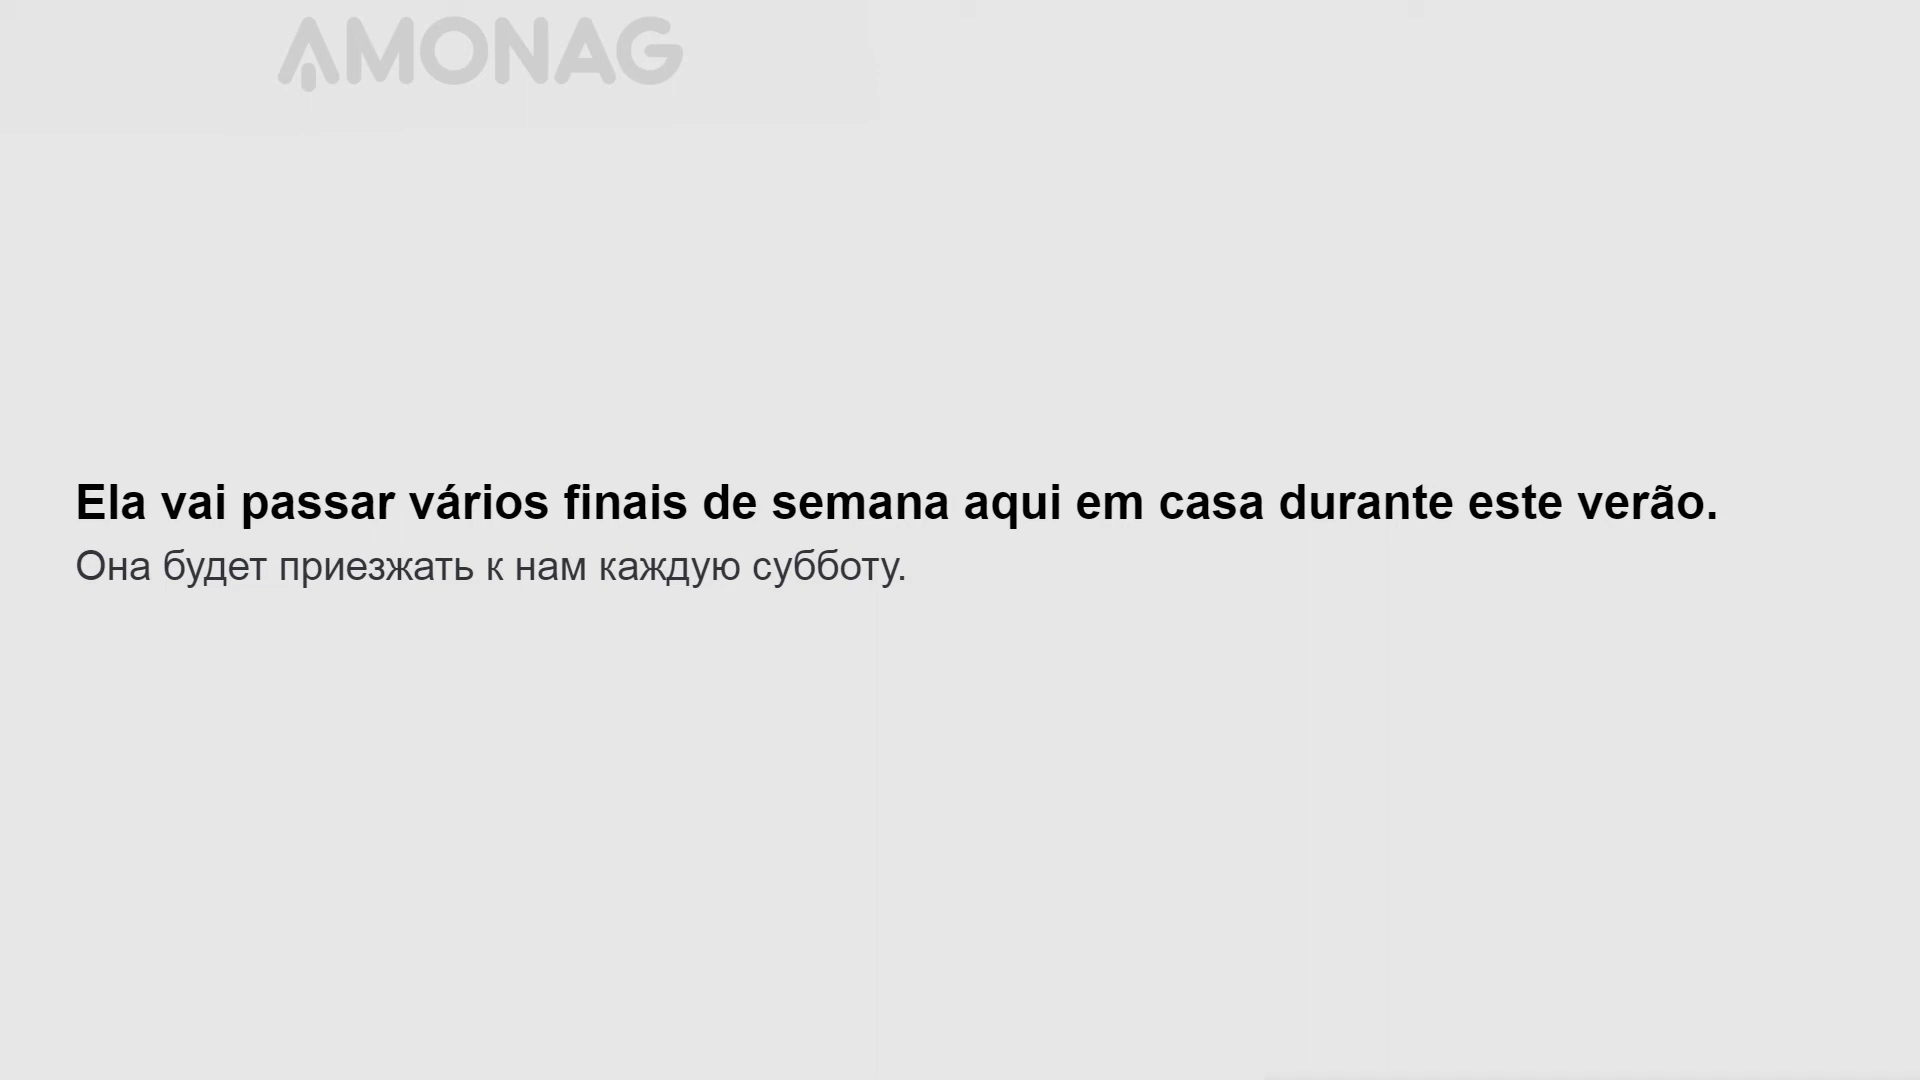 AMONAG
Ela vai passar vários finais de semana aqui em casa durante este verão.
Она будет приезжать к нам каждую субботу.